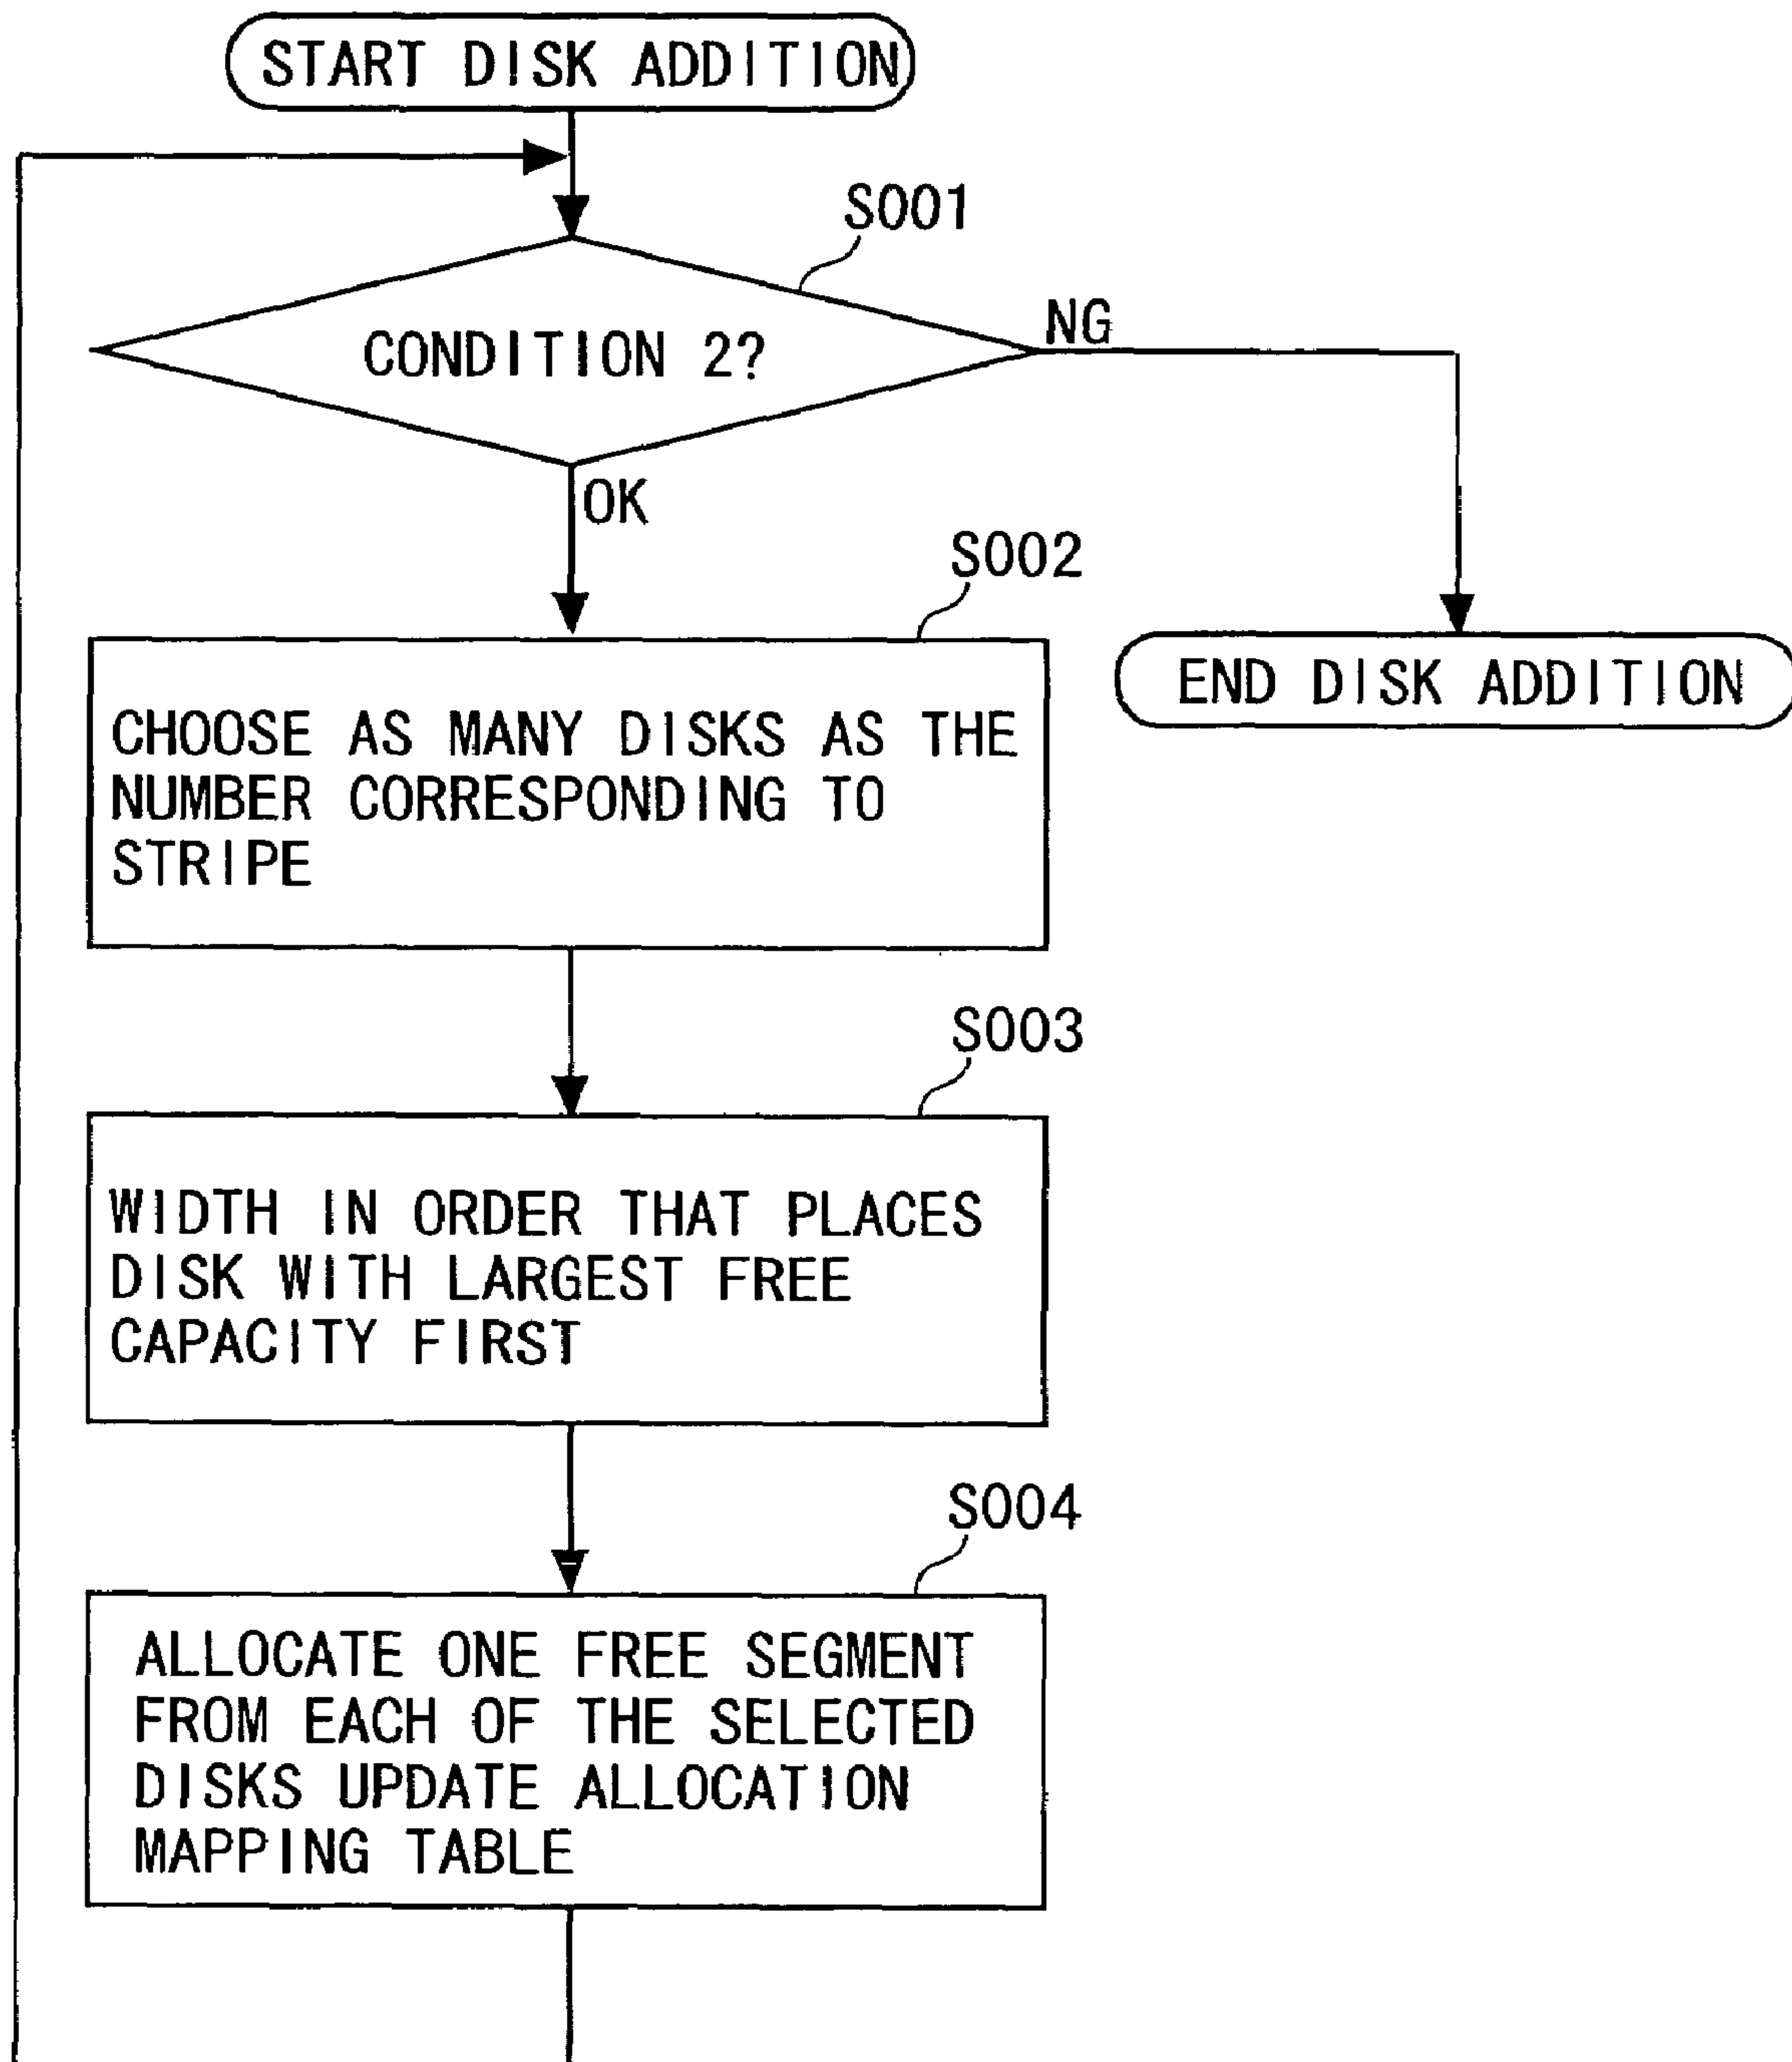 START DISK ADDITION
S001
CONDITION 2?
NG
OK
S002
CHOOSE AS MANY DISKS AS THE
NUMBER CORRESPONDING TO
STRIPE
END DISK ADDITION
S003
WIDTH IN ORDER THAT PLACES
DISK WITH LARGEST FREE
CAPACITY FIRST
S004
ALLOCATE ONE FREE SEGMENT
FROM EACH OF THE SELECTED
DISKS UPDATE ALLOCATION
MAPPING TABLE